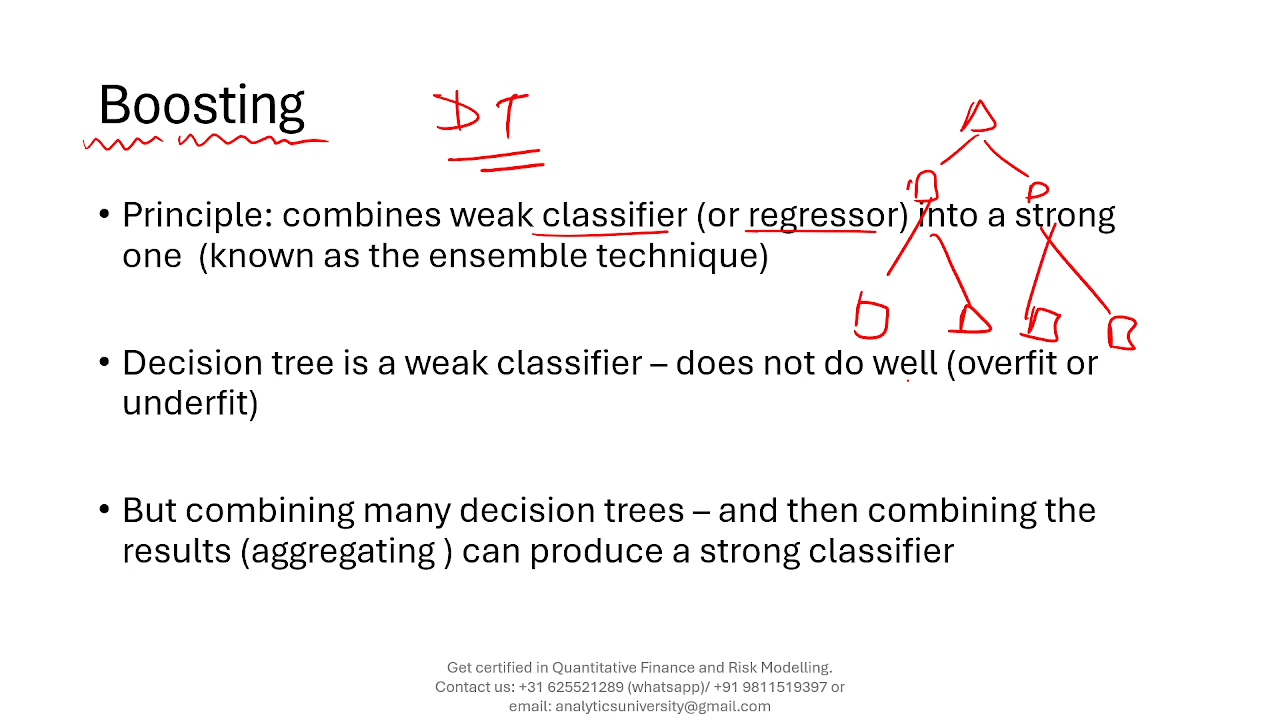 Boosting
DT
• Principle: combines weak classifier (or regressor) into a strong
one (known as the ensemble technique)
• Decision tree is a weak classifier – does not do well (overfit or
underfit)
• But combining many decision trees – and then combining the
results (aggregating ) can produce a strong classifier
Get certified in Quantitative Finance and Risk Modelling.
Contact us: +31 625521289 (whatsapp)/ +91 9811519397 or
email: analyticsuniversity@gmail.com